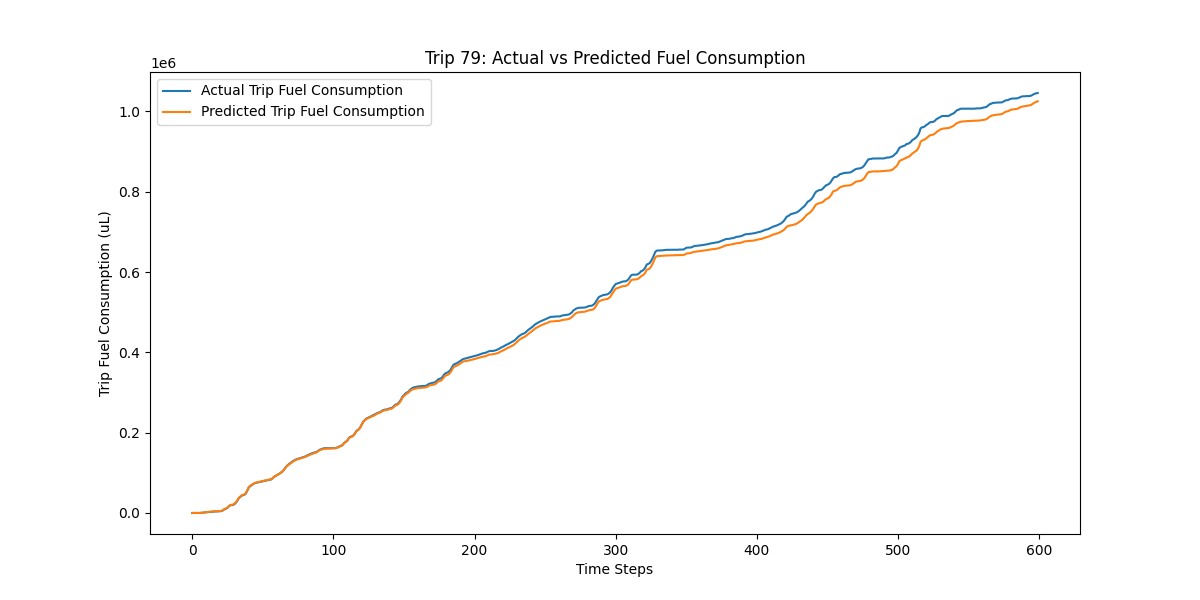 Trip 79: Actual vs Predicted Fuel Consumption
1e6
Actual Trip Fuel Consumption
Predicted Trip Fuel Consumption
1.0
0.8
0.6
0.4
0.2
0.0
Trip Fuel Consumption (uL)
0 100 200 300 400 500 600
Time Steps